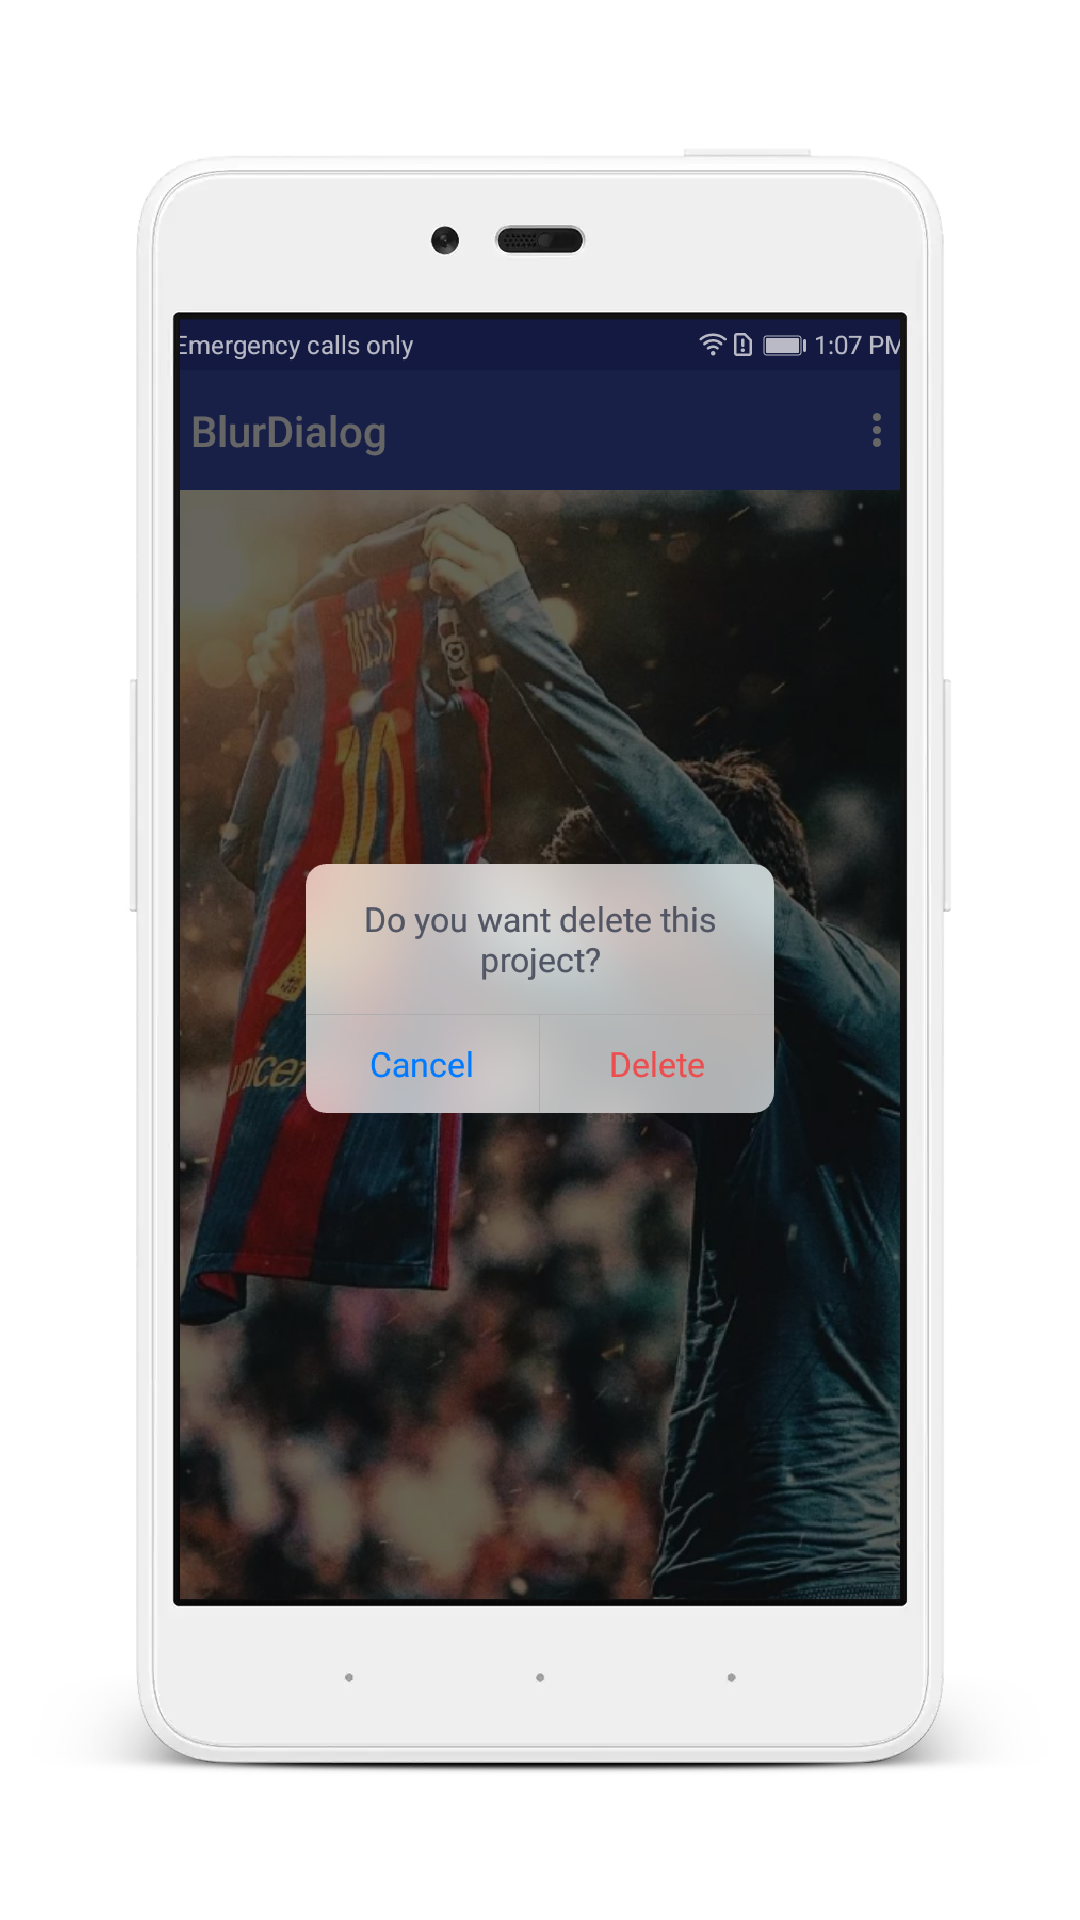 Emergency calls only 1:07 PM
BlurDialog
MESSI
10
Do you want delete this
project?
Cancel Delete
unicef